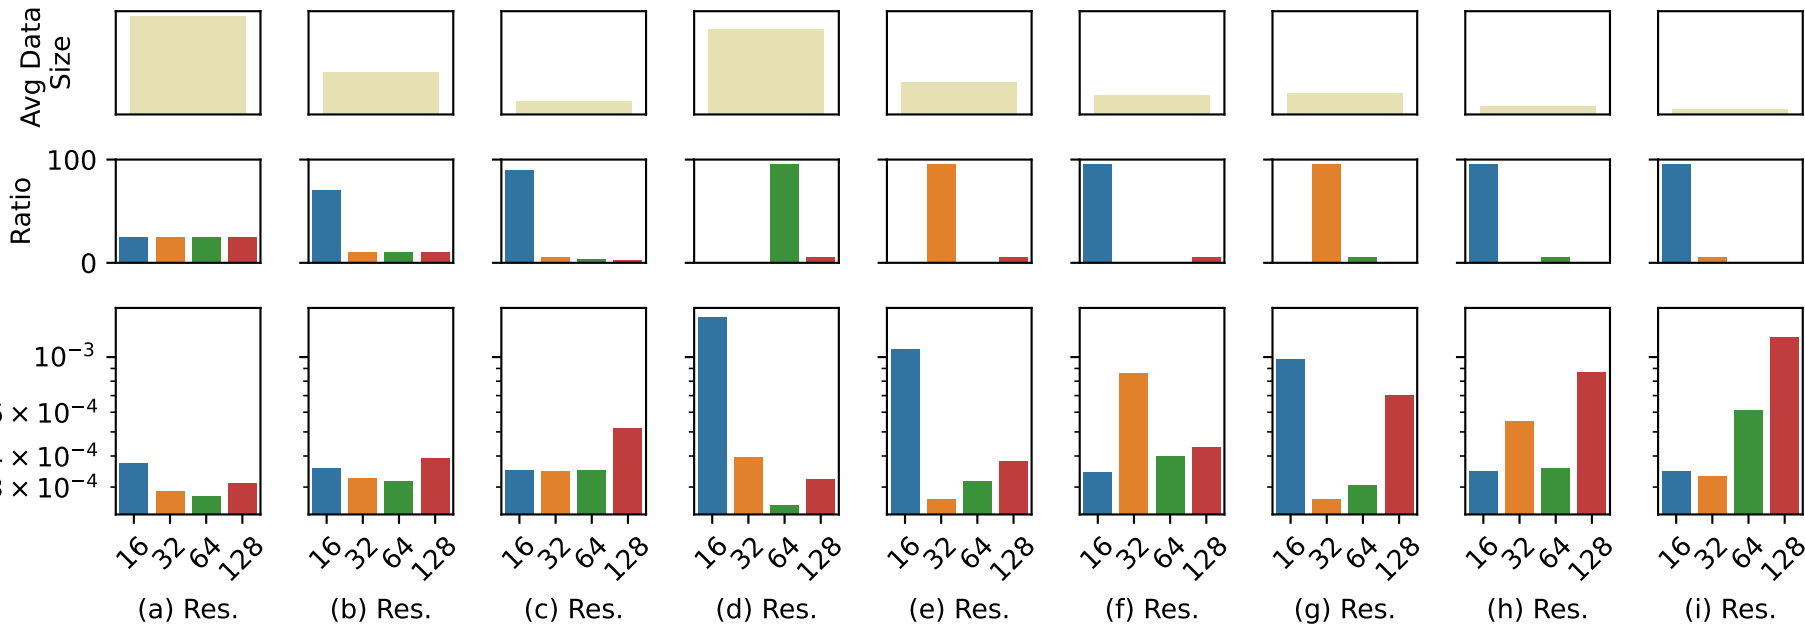 Avg Data
Size
Ratio
100
0
10⁻³
× 10⁻⁴
× 10⁻⁴
× 10⁻⁴
16 32 64 128 16 32 64 128 16 32 64 128 16 32 64 128 16 32 64 128 16 32 64 128 16 32 64 128 16 32 64 128 16 32 64 128
(a) Res. (b) Res. (c) Res. (d) Res. (e) Res. (f) Res. (g) Res. (h) Res. (i) Res.